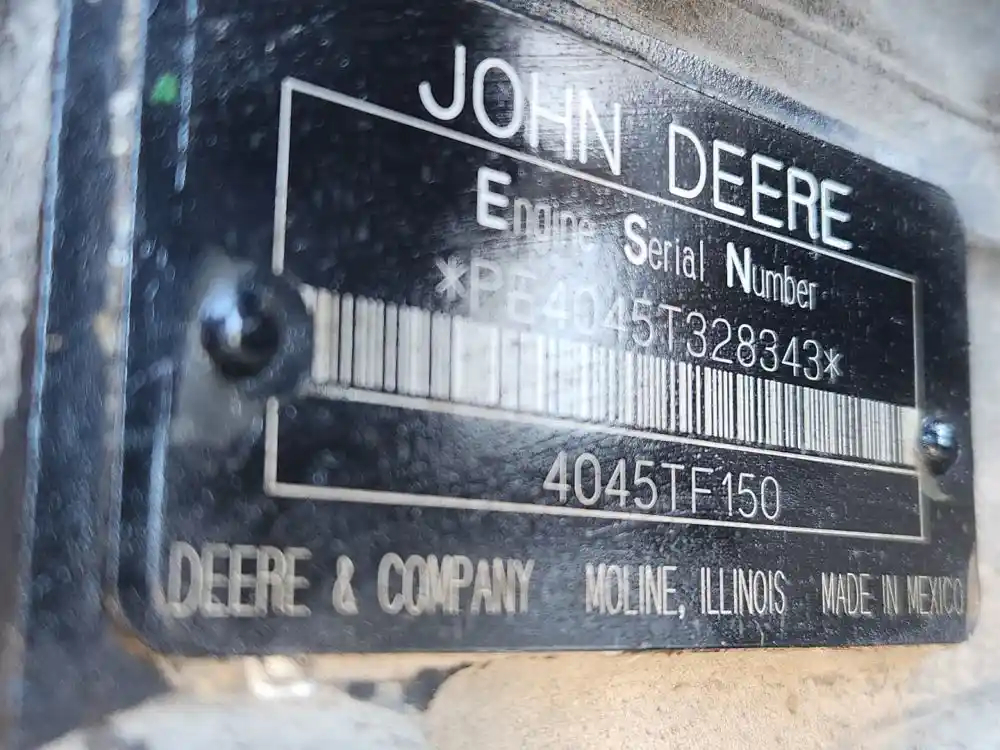 JOHN DEERE
Engine Serial Number
*PE4045T328343*
4045TF150
DEERE & COMPANY MOLINE, ILLINOIS MADE IN MEXICO